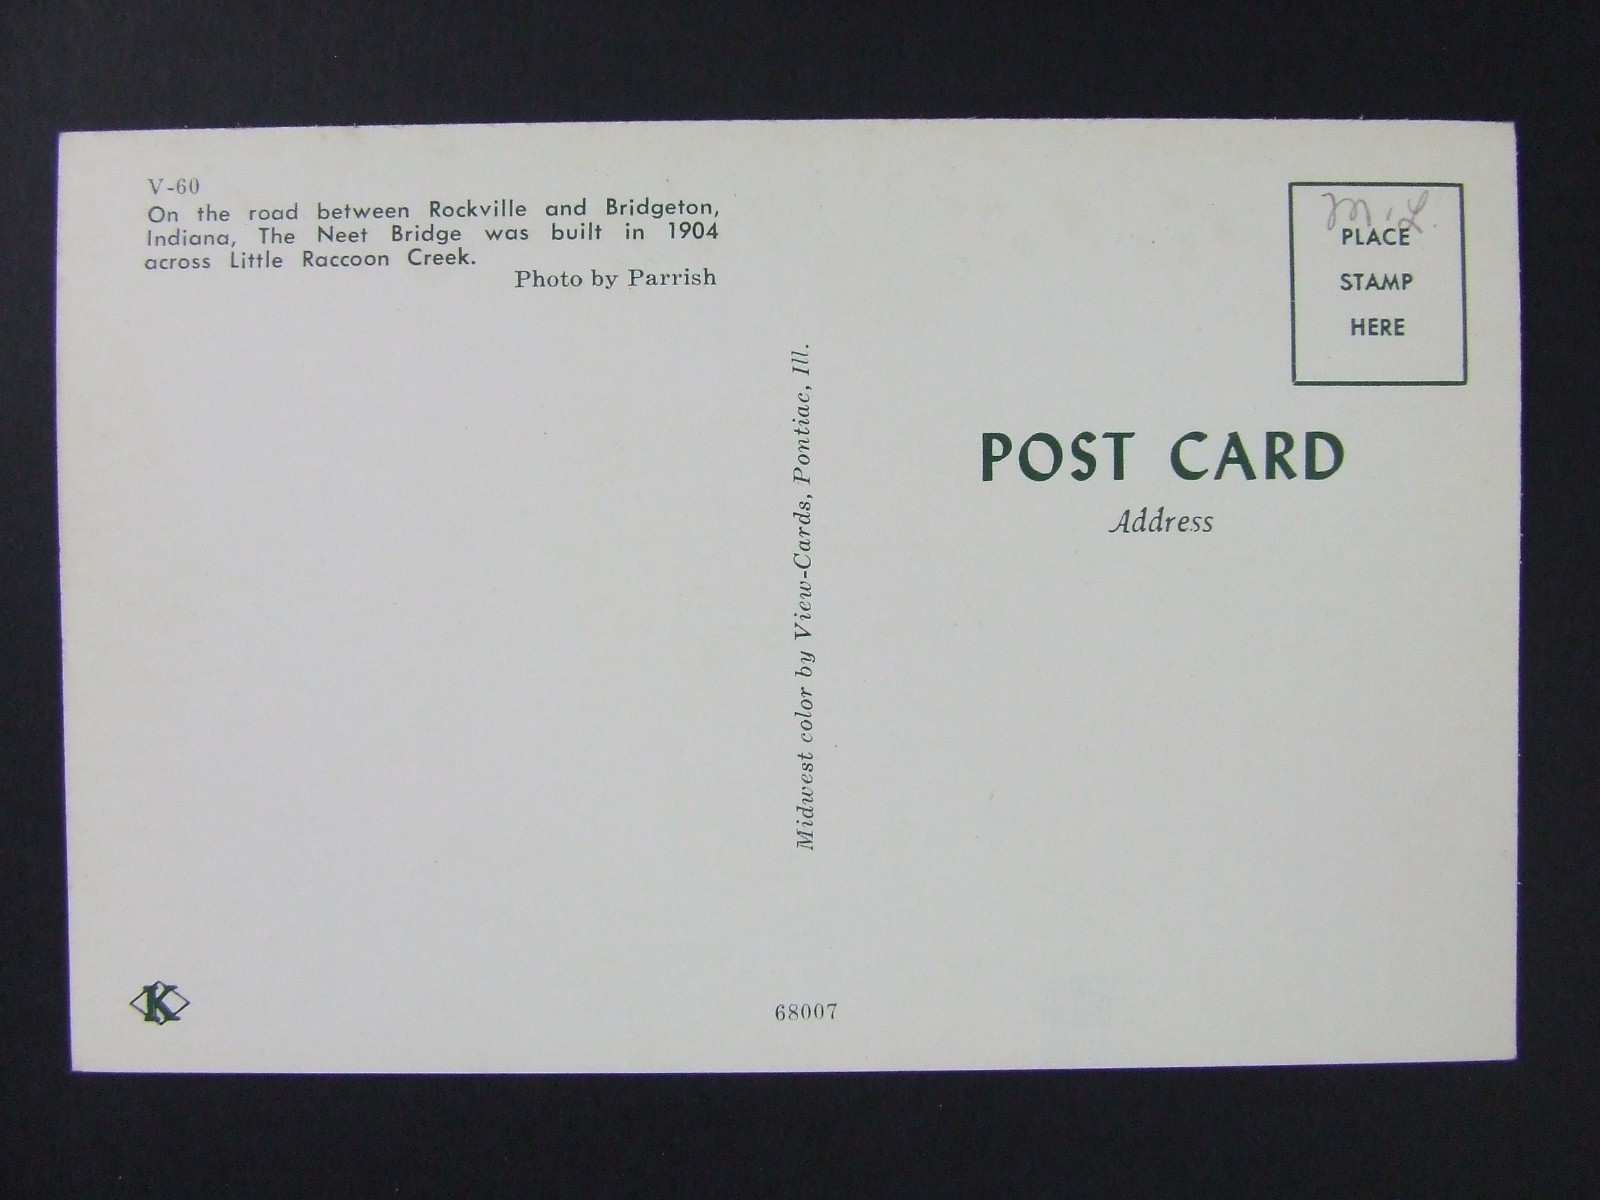 V-60
On the road between Rockville and Bridgeton,
Indiana, The Neet Bridge was built in 1904
across Little Raccoon Creek.
Photo by Parrish
Midwest color by View-Cards, Pontiac, Ill.
K
68007
PLACE
STAMP
HERE
POST CARD
Address